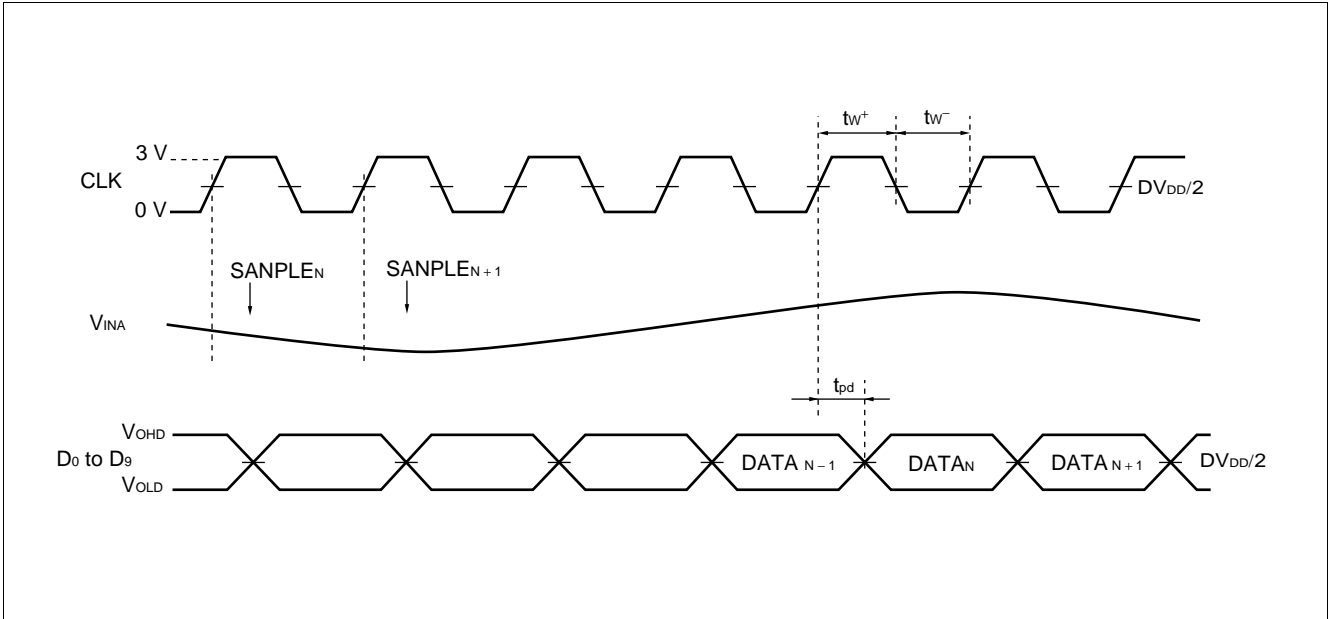 tW+ tW–
3 V
CLK
DVDD/2
0 V
SANPLEN SANPLEN + 1
VINA
tpd
VOHD
D0 to D9
DATA N – 1 DATAN DATA N + 1
DVDD/2
VOLD